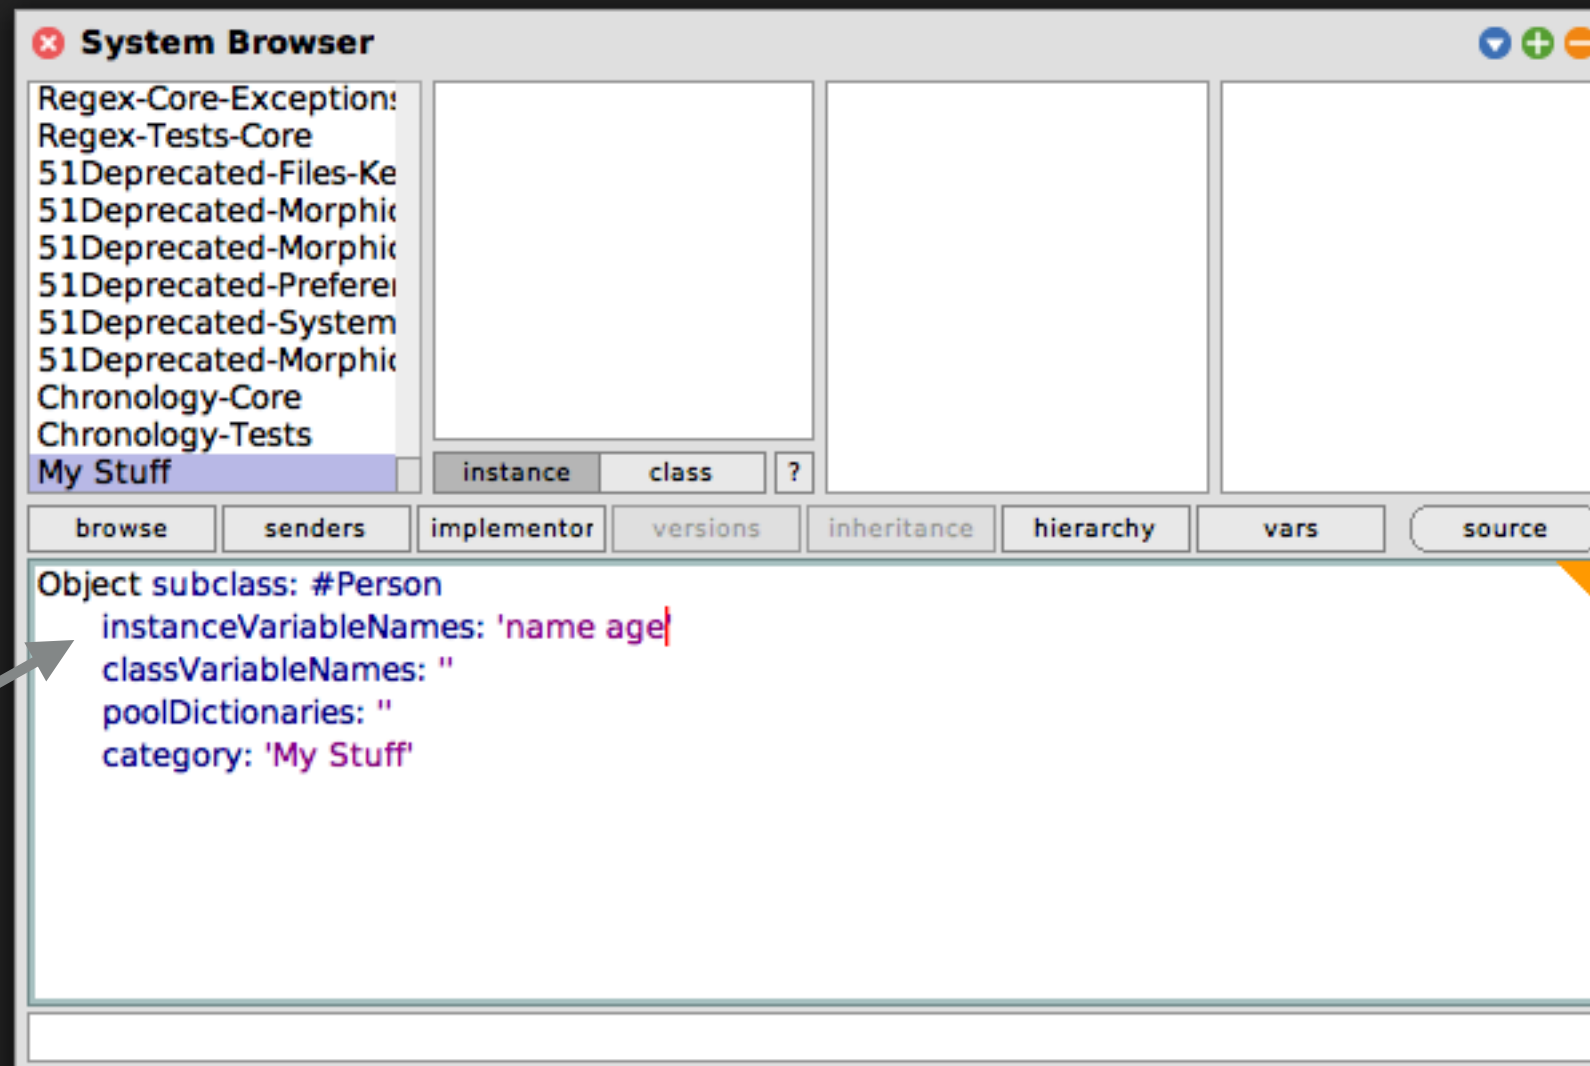 System Browser
Regex-Core-Exceptions
Regex-Tests-Core
51Deprecated-Files-Ke
51Deprecated-Morphic
51Deprecated-Morphic
51Deprecated-Prefere
51Deprecated-System
51Deprecated-Morphic
Chronology-Core
Chronology-Tests
My Stuff
instance class ?
browse senders implementor versions inheritance hierarchy vars source
Object subclass: #Person
instanceVariableNames: 'name age'
classVariableNames: ''
poolDictionaries: ''
category: 'My Stuff'